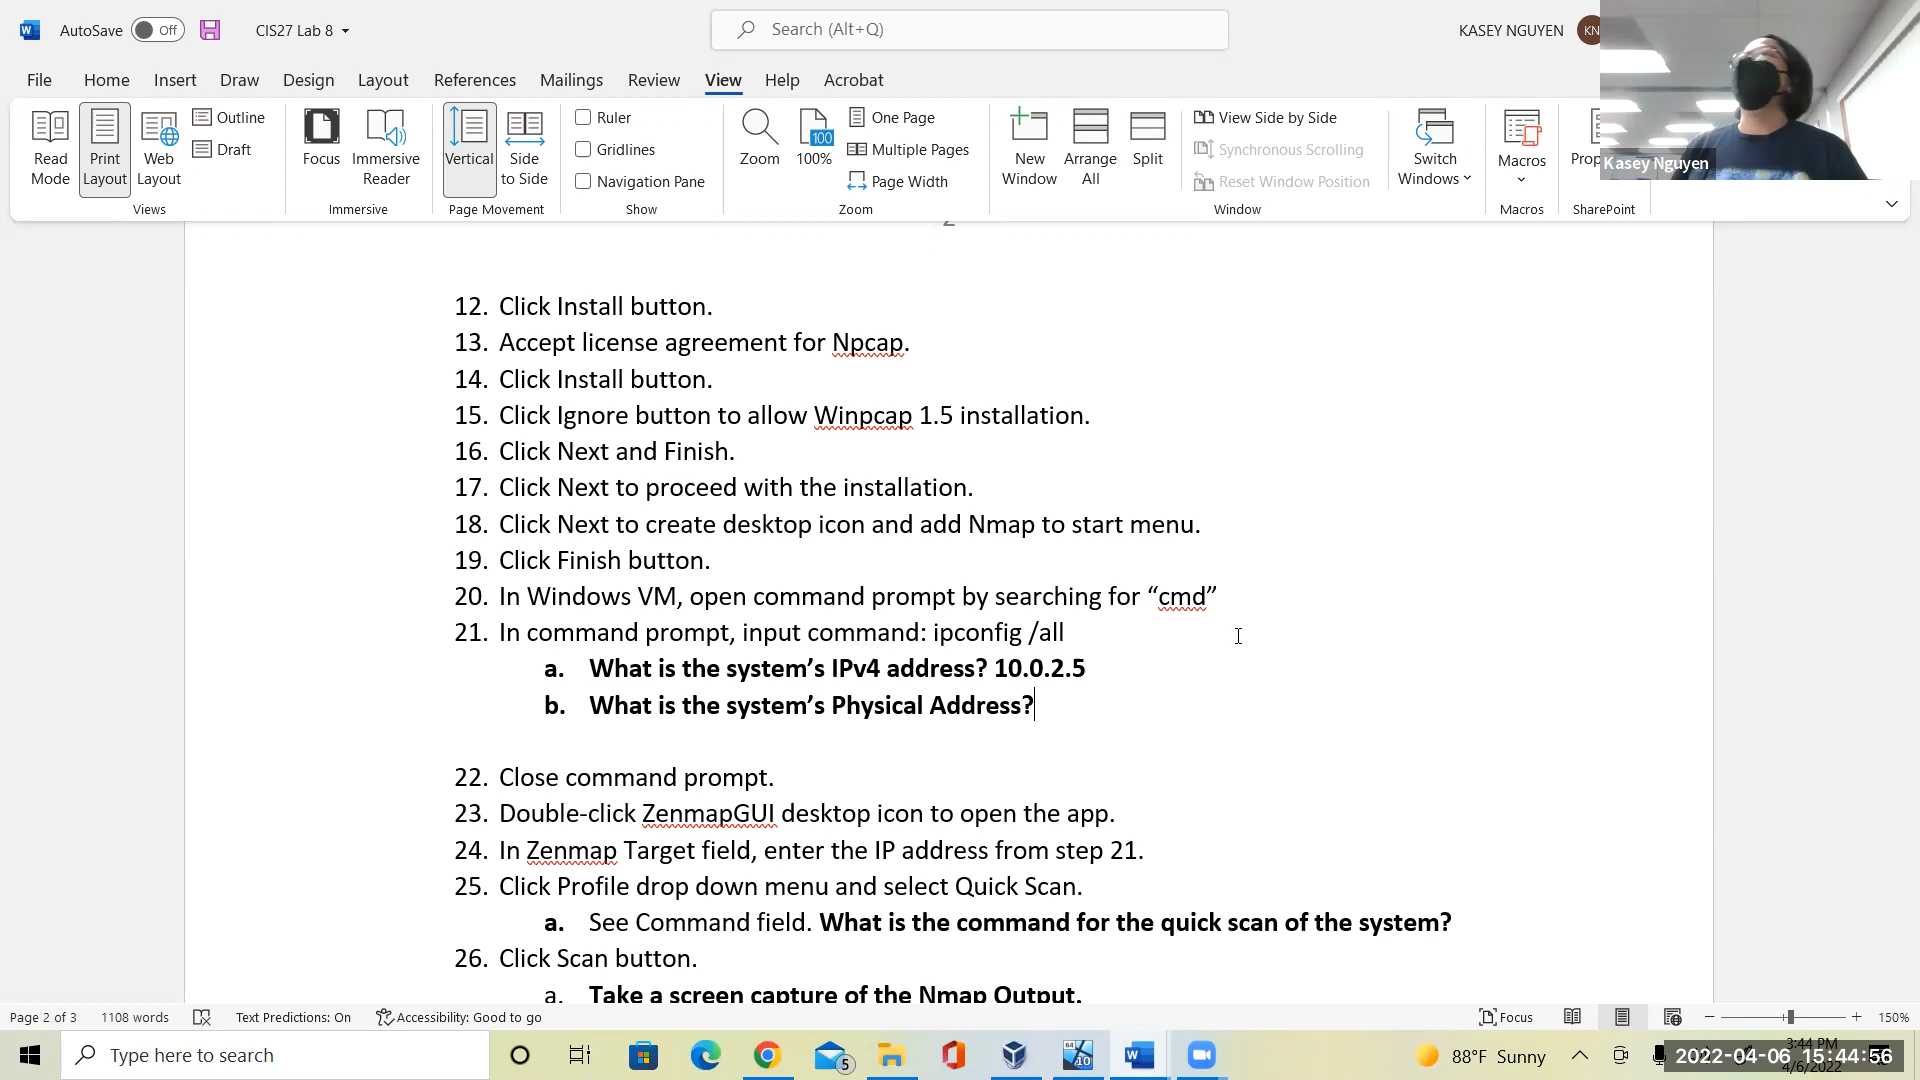 AutoSave Off CIS27 Lab 8 Search (Alt+Q) KASEY NGUYEN KN
File Home Insert Draw Design Layout References Mailings Review View Help Acrobat
Read Mode
Print Layout
Web Layout
Outline
Draft
Views
Focus
Immersive Reader
Immersive
Vertical
Side to Side
Page Movement
Ruler
Gridlines
Navigation Pane
Show
Zoom
100
100%
One Page
Multiple Pages
Page Width
Zoom
New Window
Arrange All
Split
View Side by Side
Synchronous Scrolling
Reset Window Position
Switch Windows
Window
Macros
Macros
SharePoint
Kasey Nguyen
12. Click Install button.
13. Accept license agreement for Npcap.
14. Click Install button.
15. Click Ignore button to allow Winpcap 1.5 installation.
16. Click Next and Finish.
17. Click Next to proceed with the installation.
18. Click Next to create desktop icon and add Nmap to start menu.
19. Click Finish button.
20. In Windows VM, open command prompt by searching for “cmd”
21. In command prompt, input command: ipconfig /all
a. What is the system’s IPv4 address? 10.0.2.5
b. What is the system’s Physical Address?
22. Close command prompt.
23. Double-click ZenmapGUI desktop icon to open the app.
24. In Zenmap Target field, enter the IP address from step 21.
25. Click Profile drop down menu and select Quick Scan.
a. See Command field. What is the command for the quick scan of the system?
26. Click Scan button.
a. Take a screen capture of the Nmap Output.
Page 2 of 3 1108 words Text Predictions: On Accessibility: Good to go Focus 150%
Type here to search 5 64 10 88°F Sunny 3:44 PM
2022-04-06 15:44:56
4/6/2022